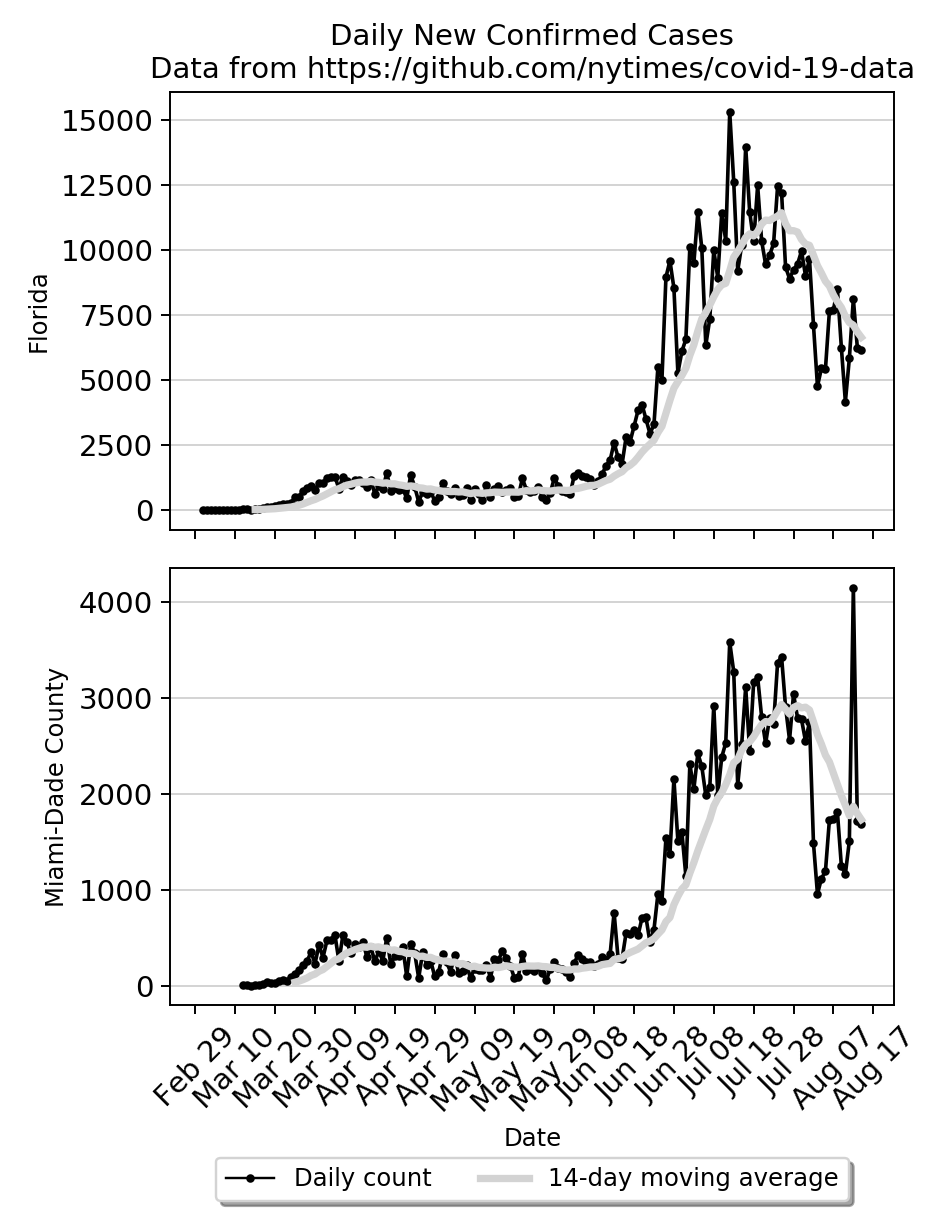 Daily New Confirmed Cases
Data from https://github.com/nytimes/covid-19-data
15000
12500
10000
7500
5000
2500
0
Florida
4000
3000
2000
1000
0
Miami-Dade County
Feb 29
Mar 10
Mar 20
Mar 30
Apr 09
Apr 19
Apr 29
May 09
May 19
May 29
Jun 08
Jun 18
Jun 28
Jul 08
Jul 18
Jul 28
Aug 07
Aug 17
Date
Daily count
14-day moving average